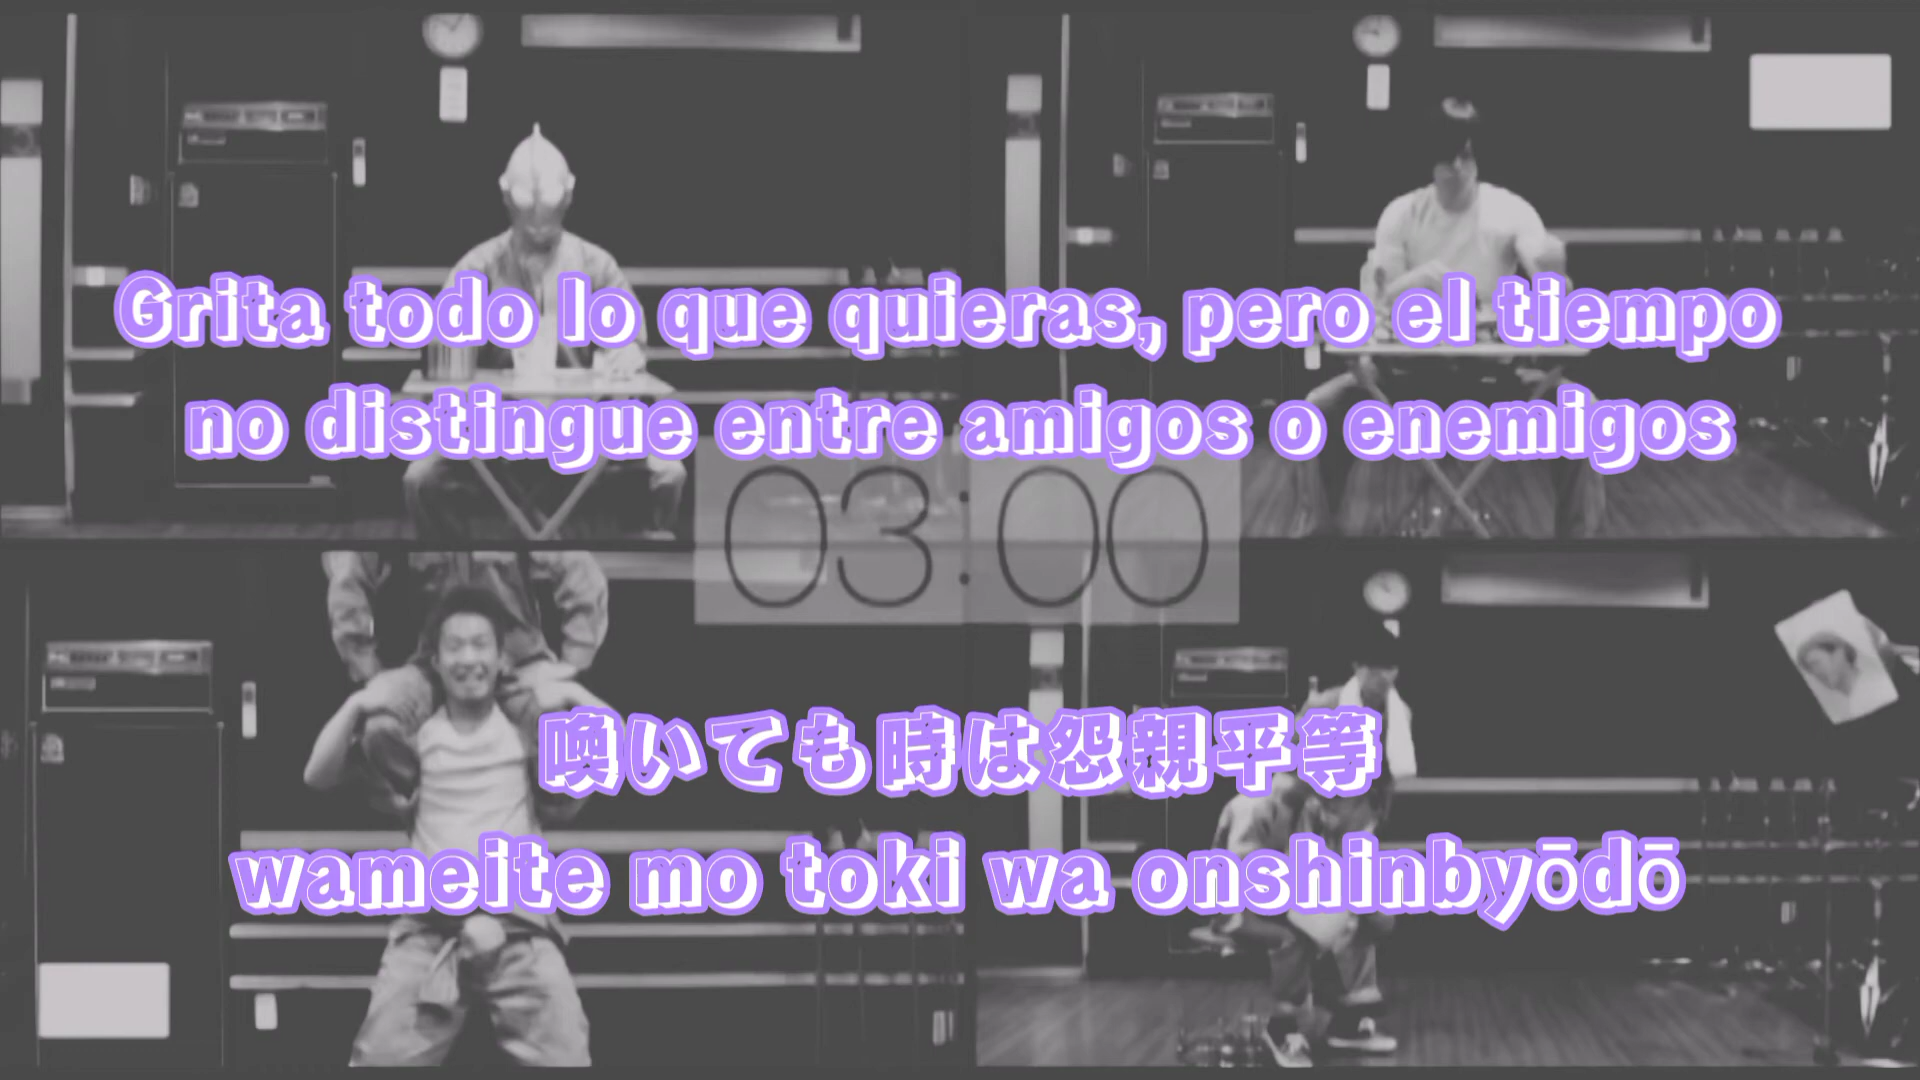 Grita todo lo que quieras, pero el tiempo
no distingue entre amigos o enemigos
03:00
喚いても時は怨親平等
wameite mo toki wa onshinbyōdō